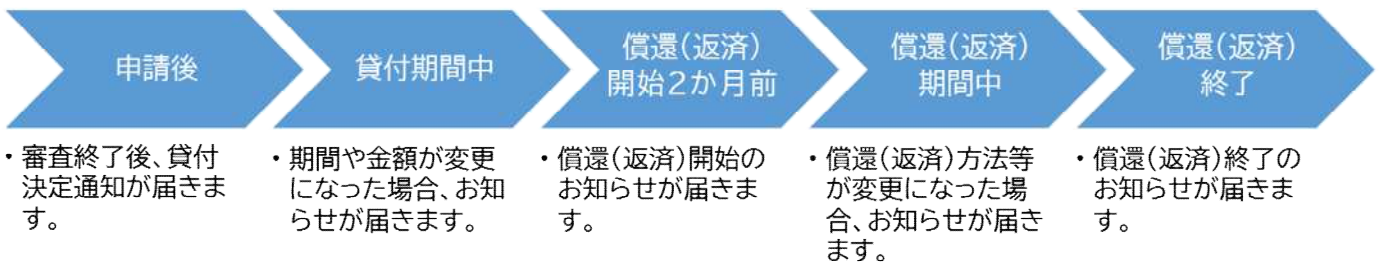 申請後
・審査終了後、貸付
決定通知が届きま
す。
貸付期間中
・期間や金額が変更
になった場合、お知
らせが届きます。
償還(返済)
開始2か月前
・償還(返済)開始の
お知らせが届きま
す。
償還(返済)
期間中
・償還(返済)方法等
が変更になった場
合、お知らせが届き
ます。
償還(返済)
終了
・償還(返済)終了の
お知らせが届きま
す。